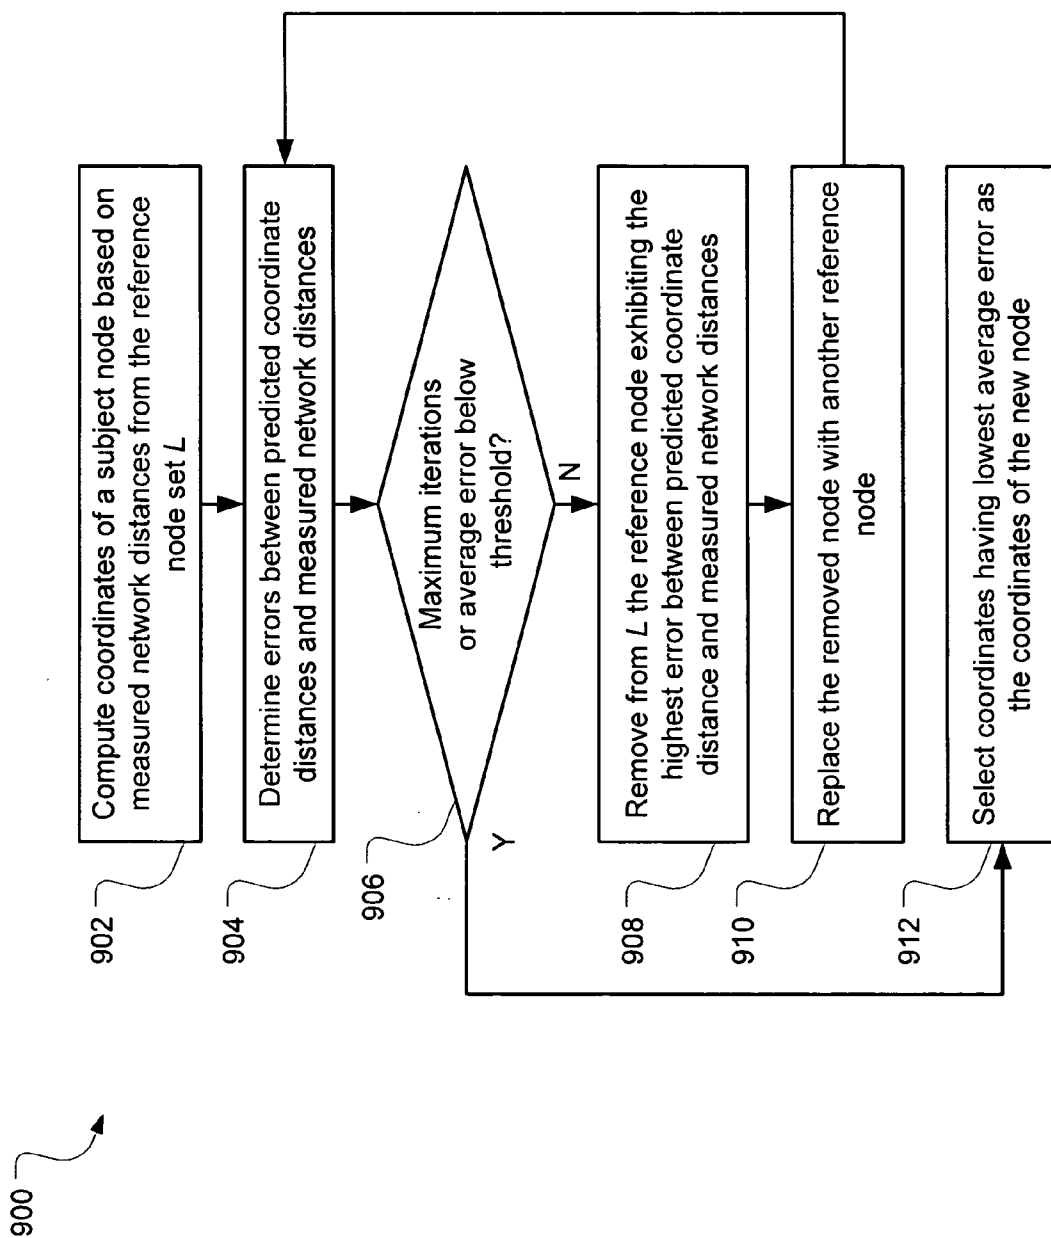 900
902
Compute coordinates of a subject node based on
measured network distances from the reference
node set L
904
Determine errors between predicted coordinate
distances and measured network distances
906
Maximum iterations
or average error below
threshold?
Y
N
908
Remove from L the reference node exhibiting the
highest error between predicted coordinate
distance and measured network distances
910
Replace the removed node with another reference
node
912
Select coordinates having lowest average error as
the coordinates of the new node